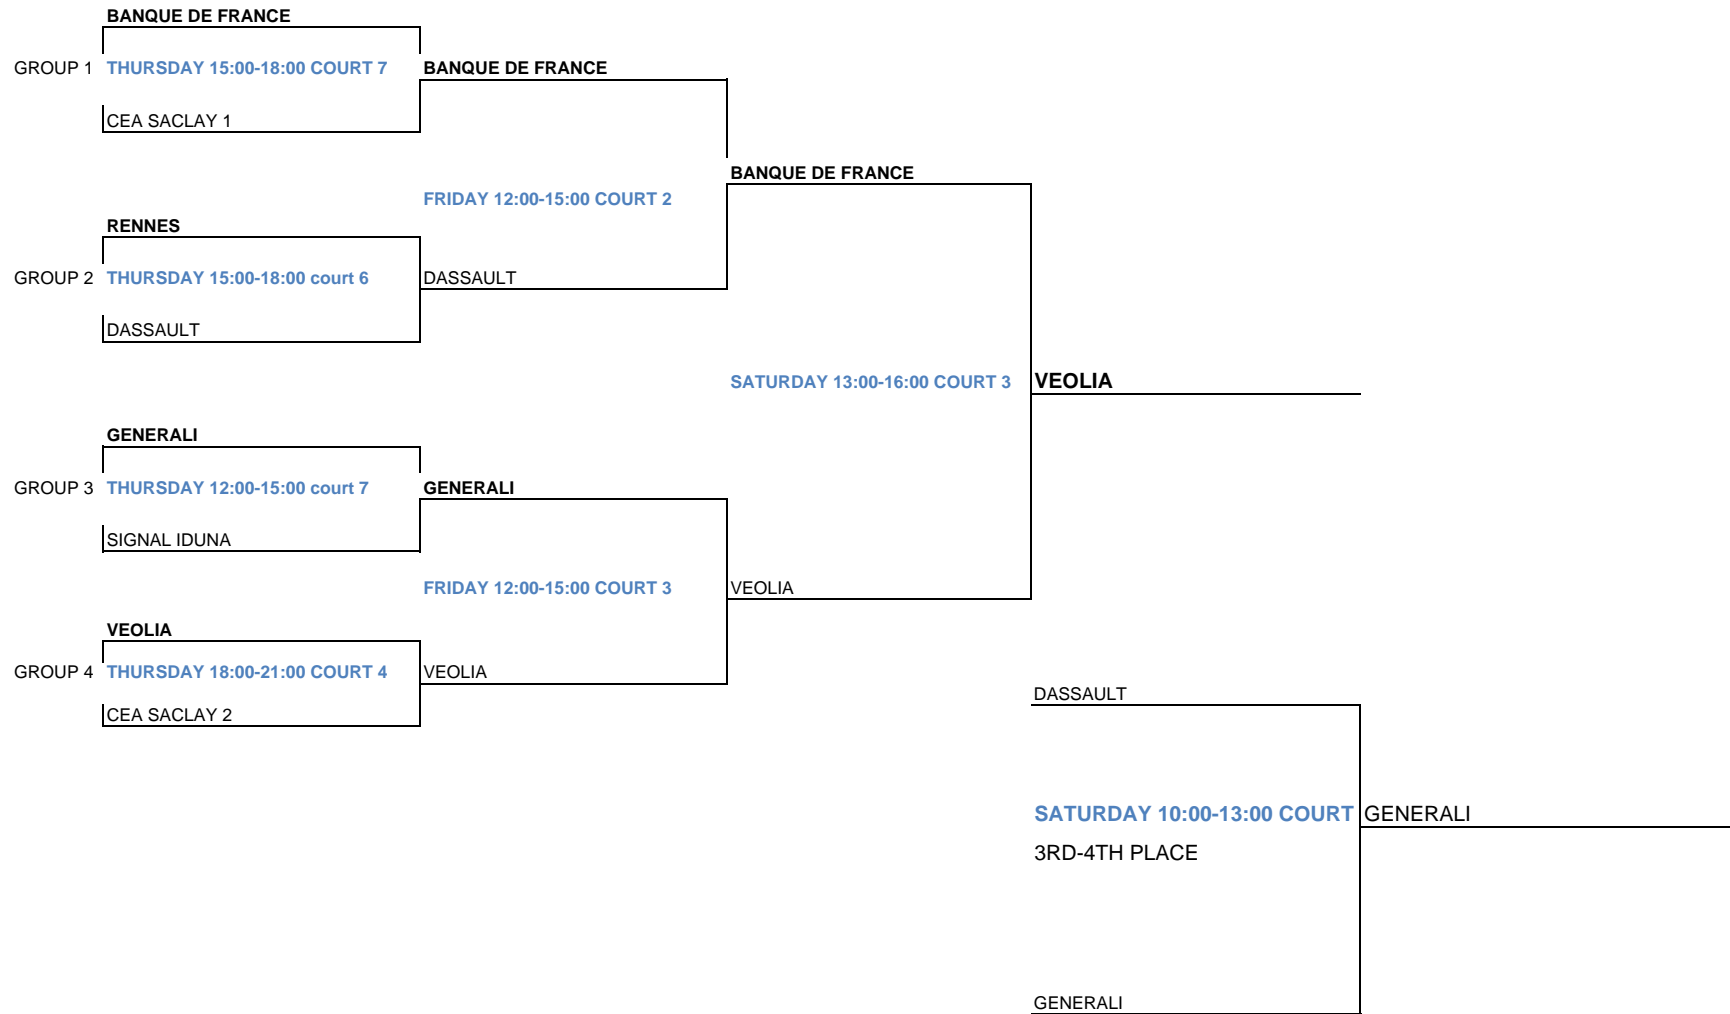 BANQUE DE FRANCE
GROUP 1 THURSDAY 15:00-18:00 COURT 7 BANQUE DE FRANCE
CEA SACLAY 1
BANQUE DE FRANCE
FRIDAY 12:00-15:00 COURT 2
RENNES
GROUP 2 THURSDAY 15:00-18:00 court 6 DASSAULT
DASSAULT
SATURDAY 13:00-16:00 COURT 3 VEOLIA
GENERALI
GROUP 3 THURSDAY 12:00-15:00 court 7 GENERALI
SIGNAL IDUNA
FRIDAY 12:00-15:00 COURT 3 VEOLIA
VEOLIA
GROUP 4 THURSDAY 18:00-21:00 COURT 4 VEOLIA
DASSAULT
CEA SACLAY 2
SATURDAY 10:00-13:00 COURT GENERALI
3RD-4TH PLACE
GENERALI